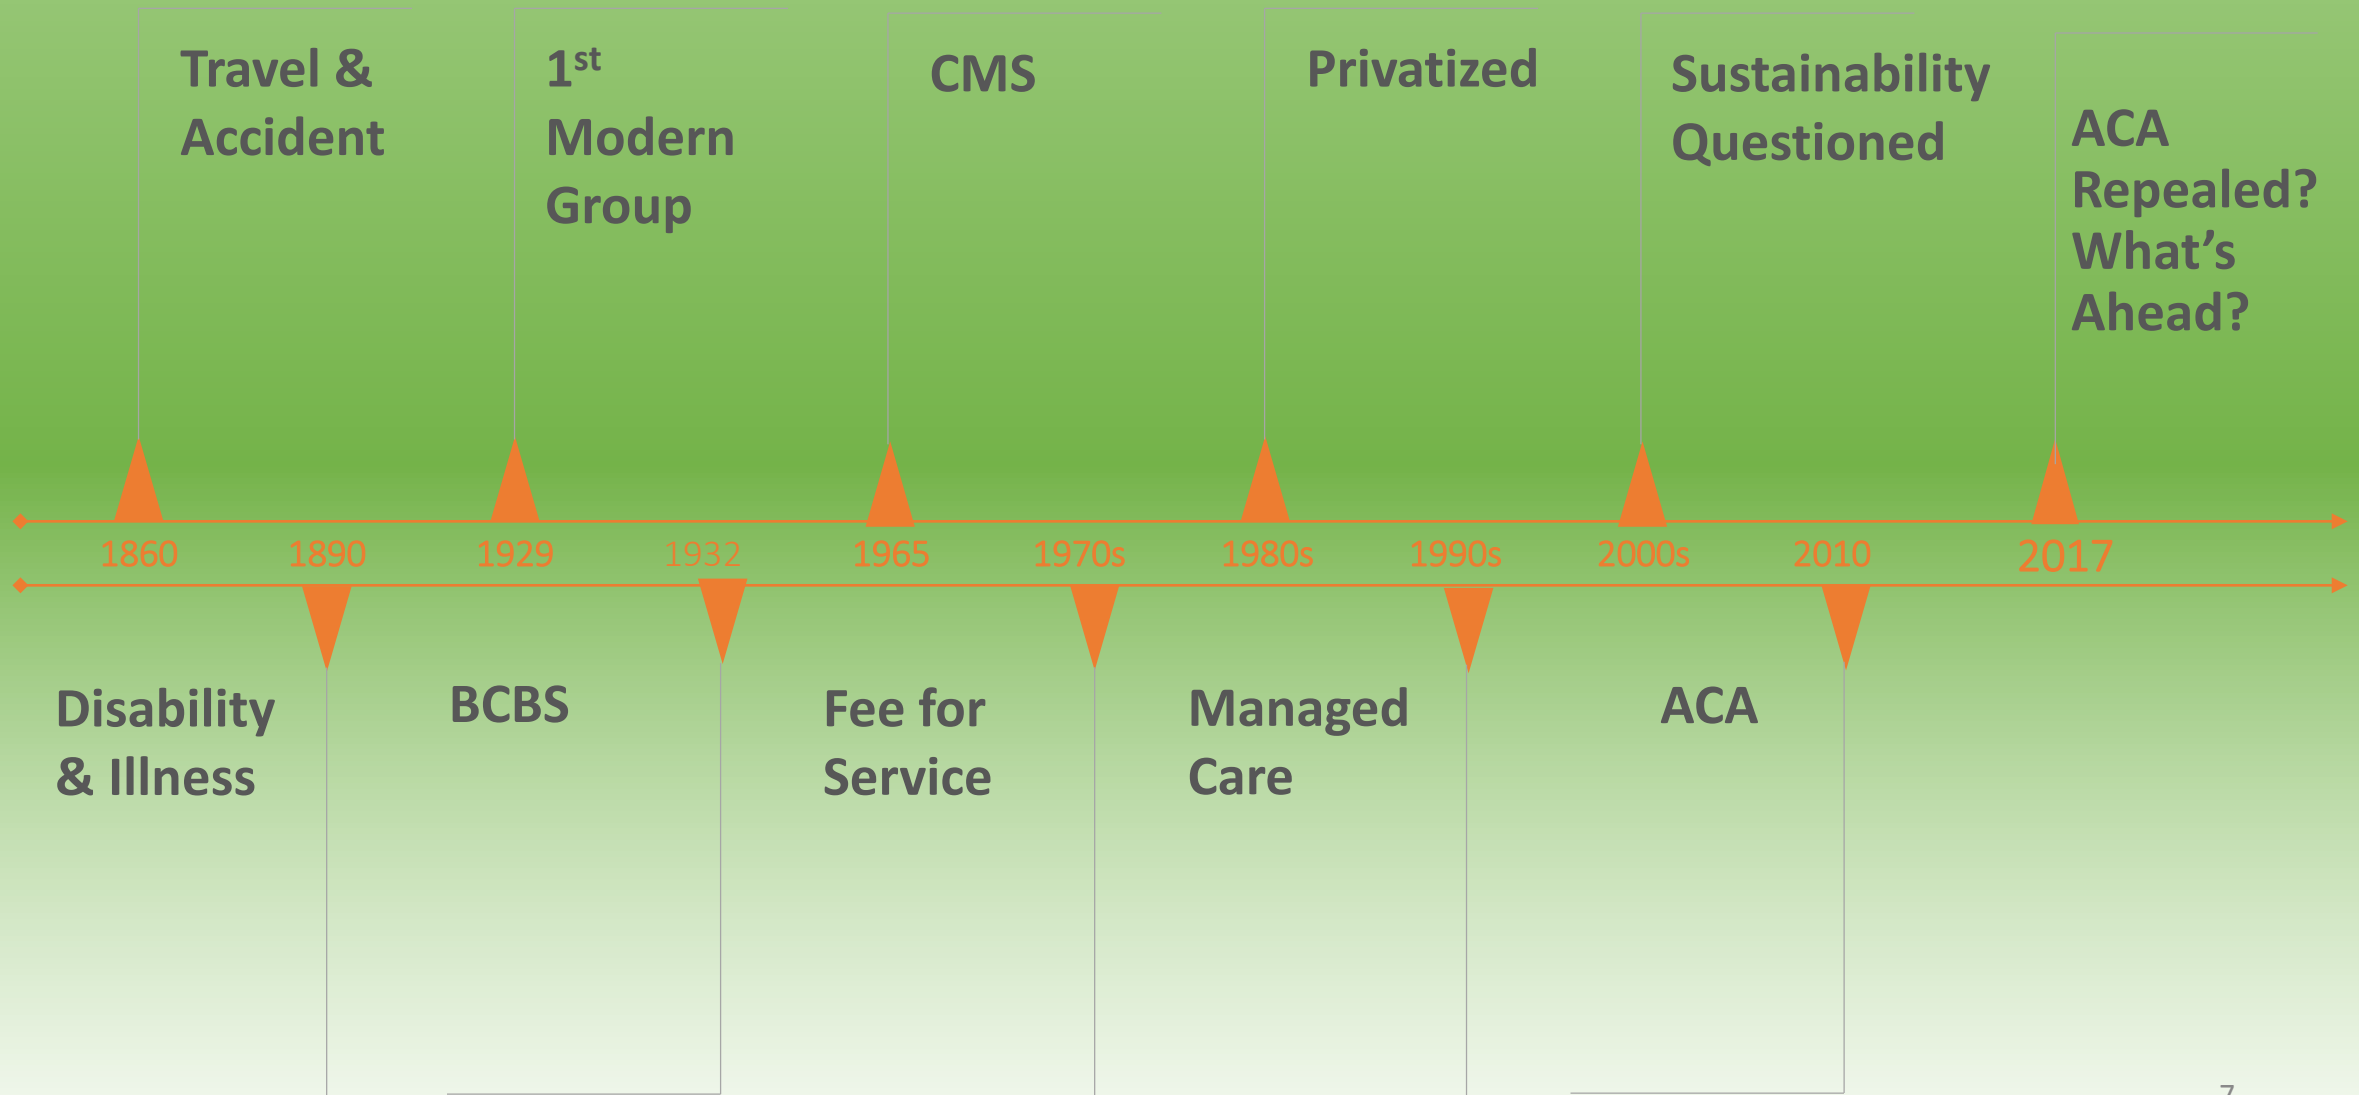 Travel &
Accident
1st
Modern
Group
CMS
Privatized
Sustainability
Questioned
ACA
Repealed?
What’s
Ahead?
1860 1890 1929 1932 1965 1970s 1980s 1990s 2000s 2010 2017
Disability
& Illness
BCBS
Fee for
Service
Managed
Care
ACA
7